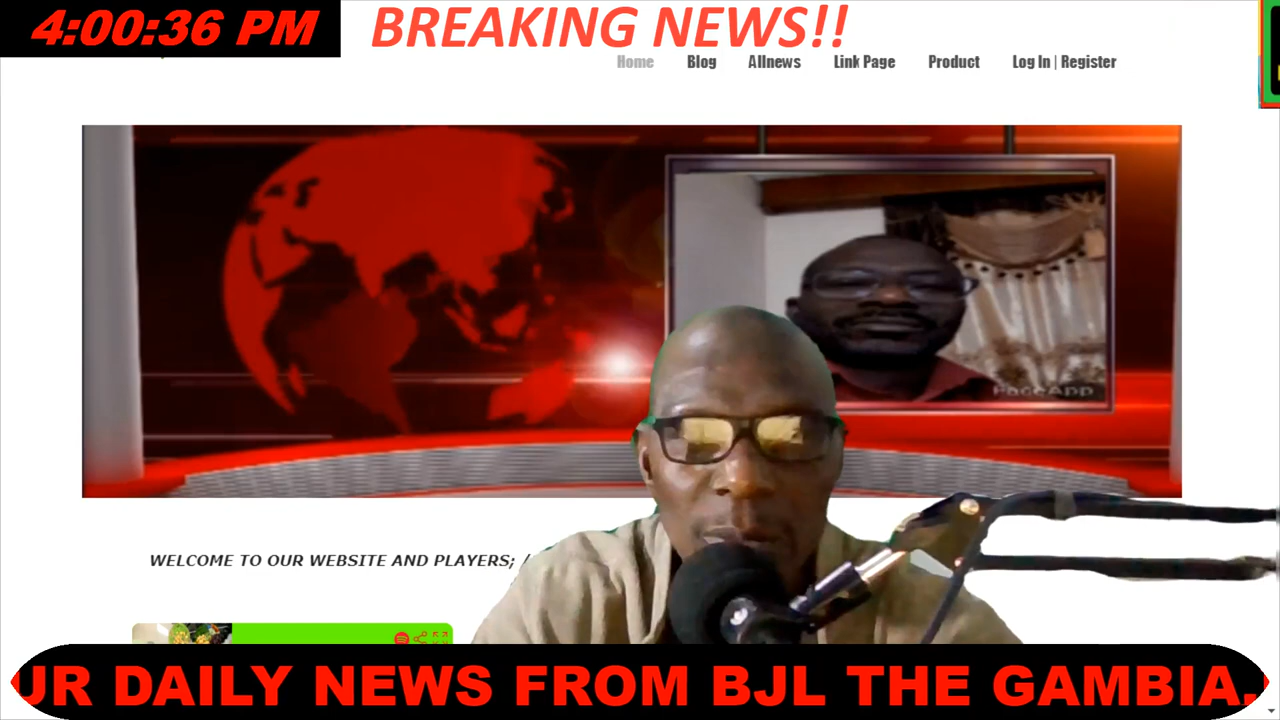 4:00:36 PM
BREAKING NEWS!!
Home Blog Allnews Link Page Product Log In | Register
FaceApp
WELCOME TO OUR WEBSITE AND PLAYERS;
UR DAILY NEWS FROM BJL THE GAMBIA.